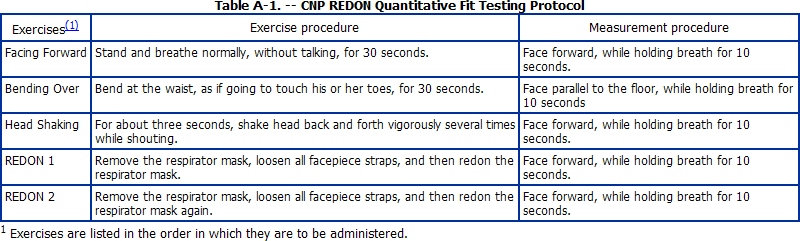 Table A-1. -- CNP REDON Quantitative Fit Testing Protocol
Exercises(1) Exercise procedure Measurement procedure
Facing Forward Stand and breathe normally, without talking, for 30 seconds. Face forward, while holding breath for 10
seconds.
Bending Over Bend at the waist, as if going to touch his or her toes, for 30 seconds. Face parallel to the floor, while holding breath for
10 seconds
Head Shaking For about three seconds, shake head back and forth vigorously several times Face forward, while holding breath for 10
while shouting. seconds.
REDON 1 Remove the respirator mask, loosen all facepiece straps, and then redon the Face forward, while holding breath for 10
respirator mask. seconds.
REDON 2 Remove the respirator mask, loosen all facepiece straps, and then redon the Face forward, while holding breath for 10
respirator mask again. seconds.
1 Exercises are listed in the order in which they are to be administered.